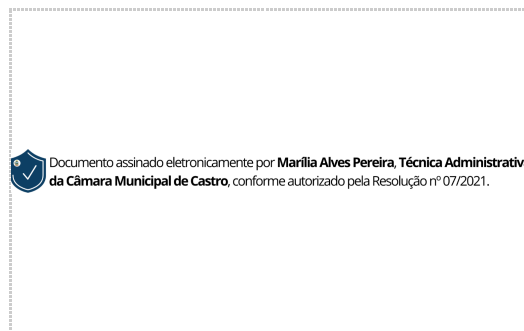 Documento assinado eletronicamente por Marília Alves Pereira, Técnica Administrativ
da Câmara Municipal de Castro, conforme autorizado pela Resolução nº 07/2021.